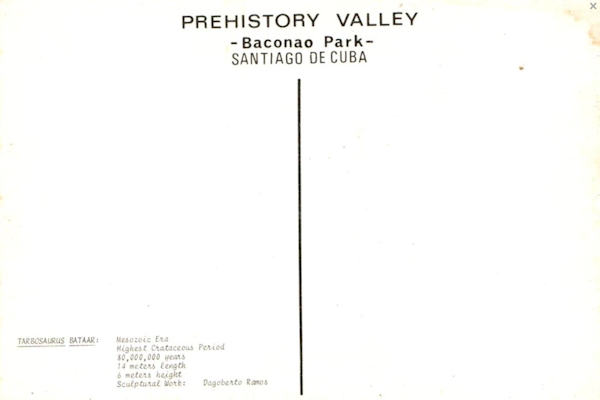 PREHISTORY VALLEY
-Baconao Park-
SANTIAGO DE CUBA
TARBOSAURUS BATAAR: Mesozoic Era
Highest Crataceous Period
80,000,000 years
14 meters length
6 meters height
Sculptural Work: Dagoberto Ramos